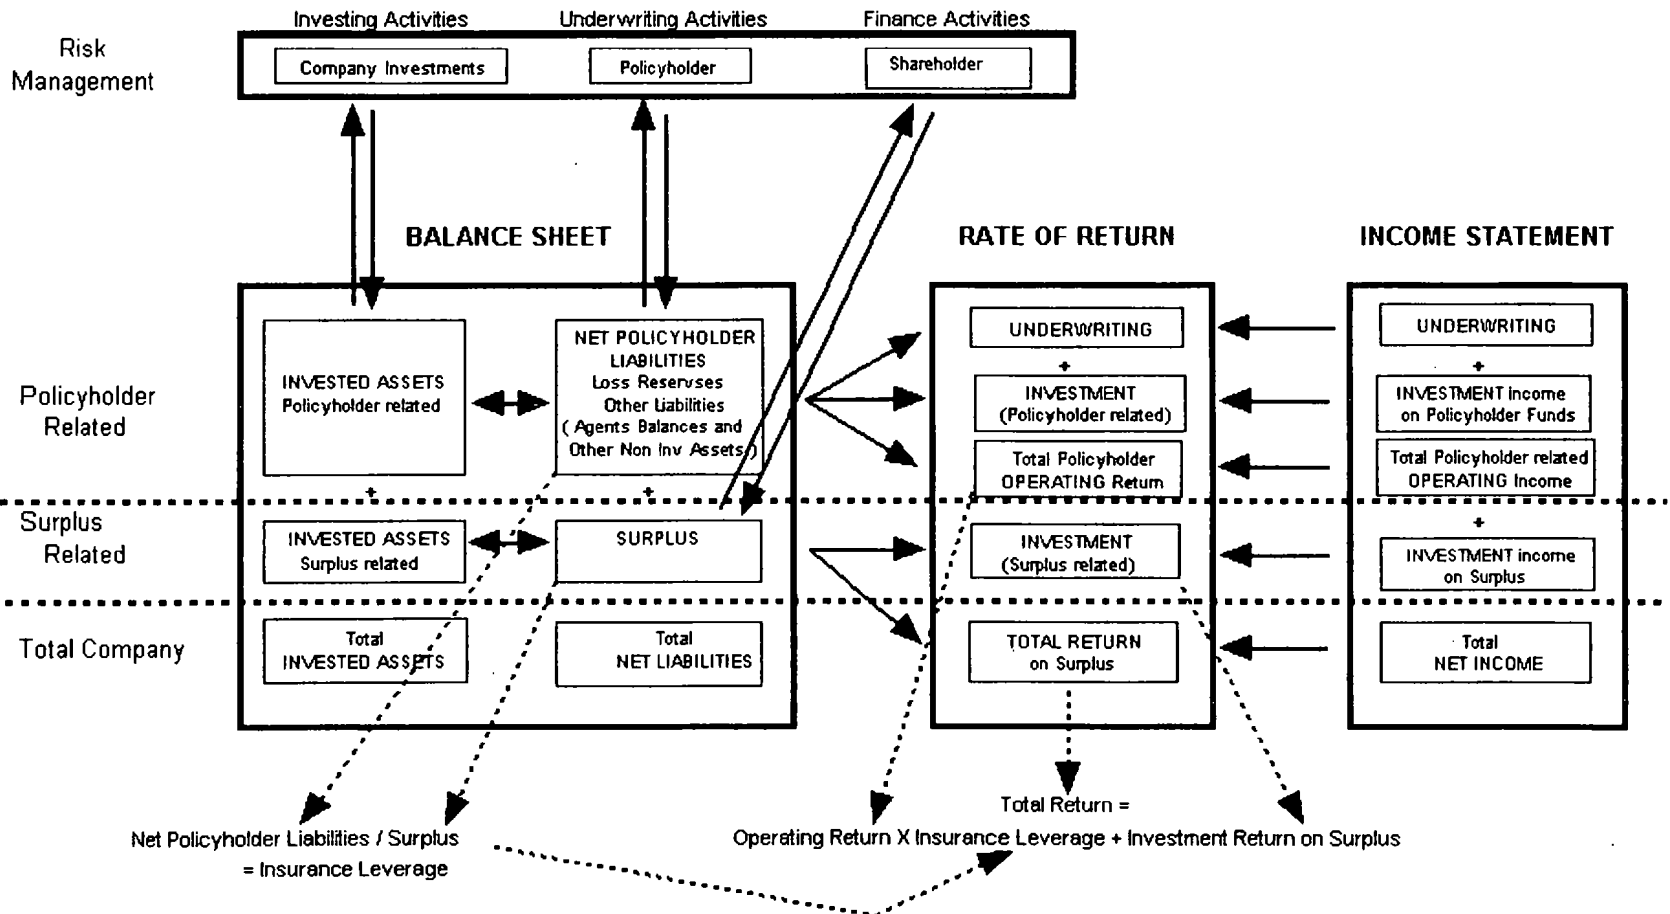 Investing Activities
Underwriting Activities
Finance Activities
Risk
Management
Company Investments
Policyholder
Shareholder
BALANCE SHEET
RATE OF RETURN
INCOME STATEMENT
Policyholder
Related
INVESTED ASSETS
Policyholder related
NET POLICYHOLDER
LIABILITIES
Loss Reservses
Other Liabilities
( Agents Balances and
Other Non Inv Assets )
+
+
UNDERWRITING
+
INVESTMENT
(Policyholder related)
Total Policyholder
OPERATING Return
UNDERWRITING
+
INVESTMENT income
on Policyholder Funds
Total Policyholder related
OPERATING Income
+
Surplus
Related
INVESTED ASSETS
Surplus related
SURPLUS
INVESTMENT
(Surplus related)
INVESTMENT income
on Surplus
Total Company
Total
INVESTED ASSETS
Total
NET LIABILITIES
TOTAL RETURN
on Surplus
Total
NET INCOME
Net Policyholder Liabilities / Surplus
= Insurance Leverage
Total Return =
Operating Return X Insurance Leverage + Investment Return on Surplus